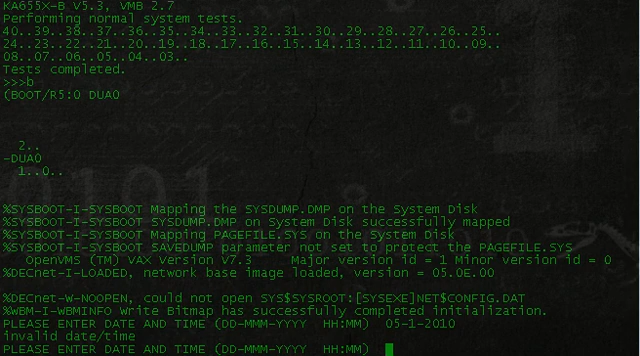 KA655X-B V5.3, VMB 2.7
Performing normal system tests.
40..39..38..37..36..35..34..33..32..31..30..29..28..27..26..25..
24..23..22..21..20..19..18..17..16..15..14..13..12..11..10..09..
08..07..06..05..04..03..
Tests completed.
>>>b
(BOOT/R5:0 DUA0
2..
-DUA0
1..0..
%SYSBOOT-I-SYSBOOT Mapping the SYSDUMP.DMP on the System Disk
%SYSBOOT-I-SYSBOOT SYSDUMP.DMP on System Disk successfully mapped
%SYSBOOT-I-SYSBOOT Mapping PAGEFILE.SYS on the System Disk
%SYSBOOT-I-SYSBOOT SAVEDUMP parameter not set to protect the PAGEFILE.SYS
OpenVMS (TM) VAX Version V7.3 Major version id = 1 Minor version id = 0
%DECnet-I-LOADED, network base image loaded, version = 05.0E.00
%DECnet-W-NOOPEN, could not open SYS$SYSROOT:[SYSEXE]NET$CONFIG.DAT
%WBM-I-WBMINFO Write Bitmap has successfully completed initialization.
PLEASE ENTER DATE AND TIME (DD-MMM-YYYY HH:MM) 05-1-2010
invalid date/time
PLEASE ENTER DATE AND TIME (DD-MMM-YYYY HH:MM)